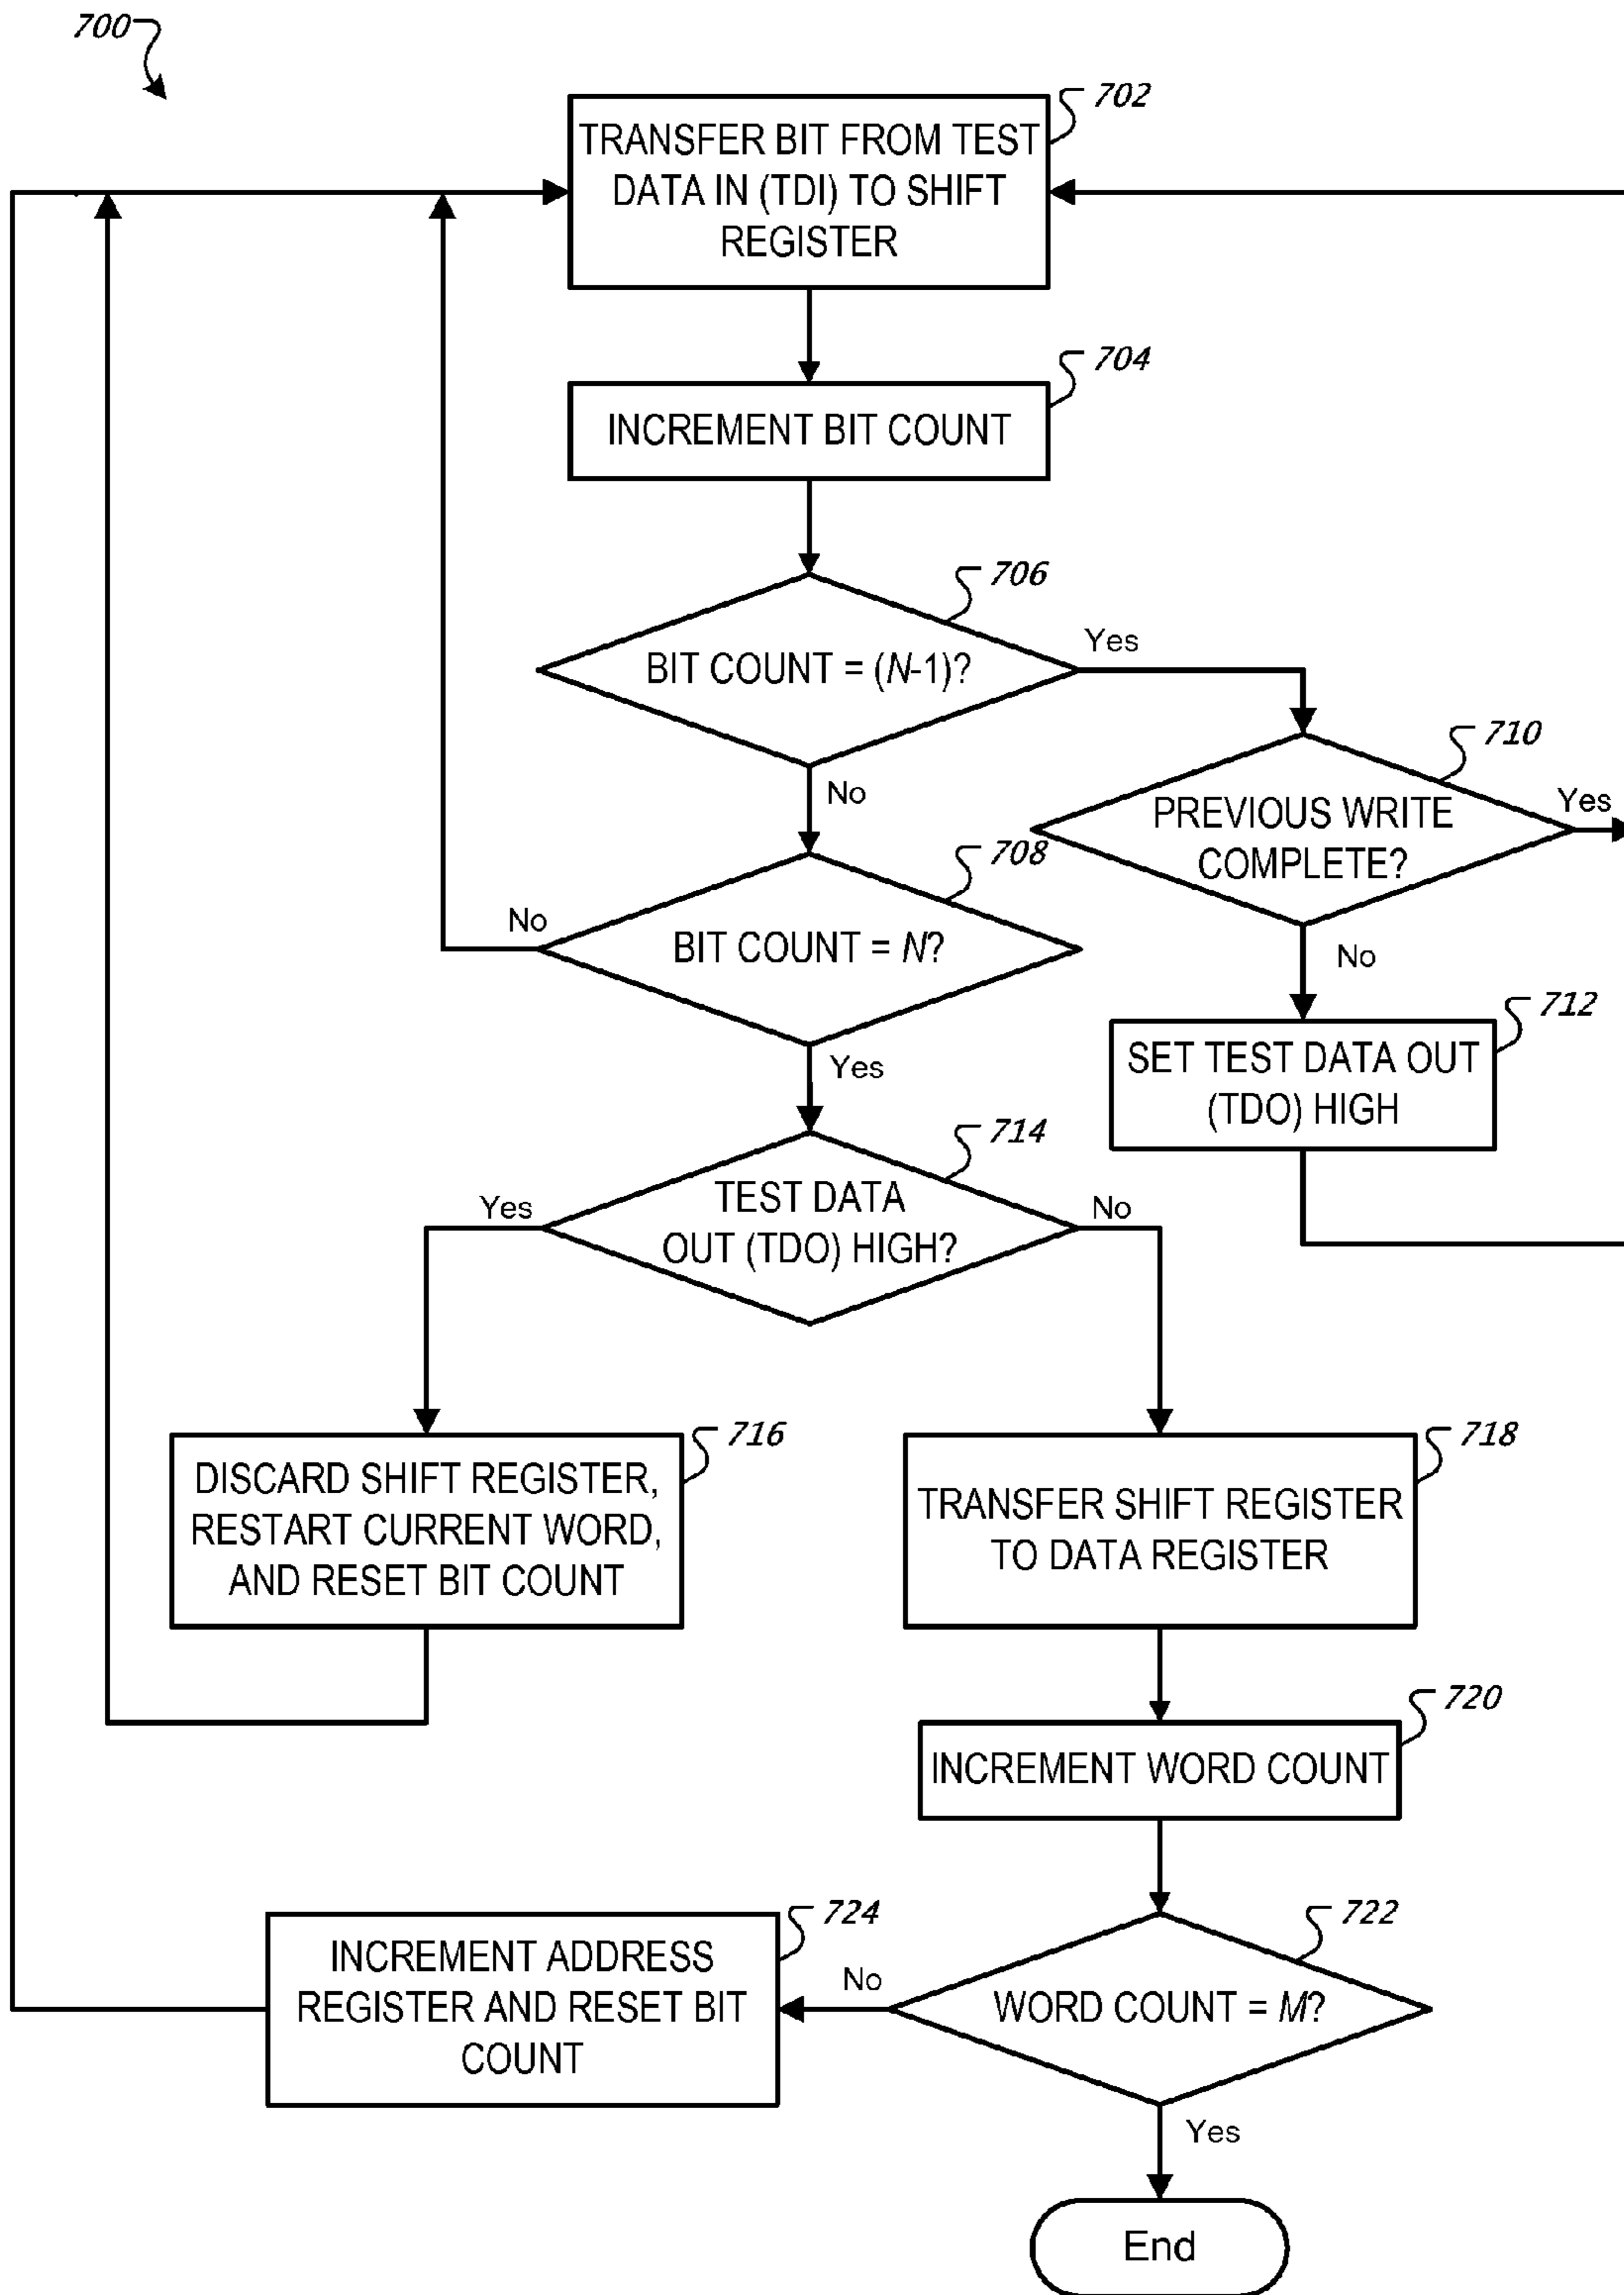 700
702
TRANSFER BIT FROM TEST
DATA IN (TDI) TO SHIFT
REGISTER
704
INCREMENT BIT COUNT
706
BIT COUNT = (N-1)?
Yes
No
710
PREVIOUS WRITE
COMPLETE?
Yes
No
708
BIT COUNT = N?
No
Yes
712
SET TEST DATA OUT
(TDO) HIGH
714
TEST DATA
OUT (TDO) HIGH?
Yes
No
716
DISCARD SHIFT REGISTER,
RESTART CURRENT WORD,
AND RESET BIT COUNT
718
TRANSFER SHIFT REGISTER
TO DATA REGISTER
720
INCREMENT WORD COUNT
724
INCREMENT ADDRESS
REGISTER AND RESET BIT
COUNT
722
WORD COUNT = M?
No
Yes
End